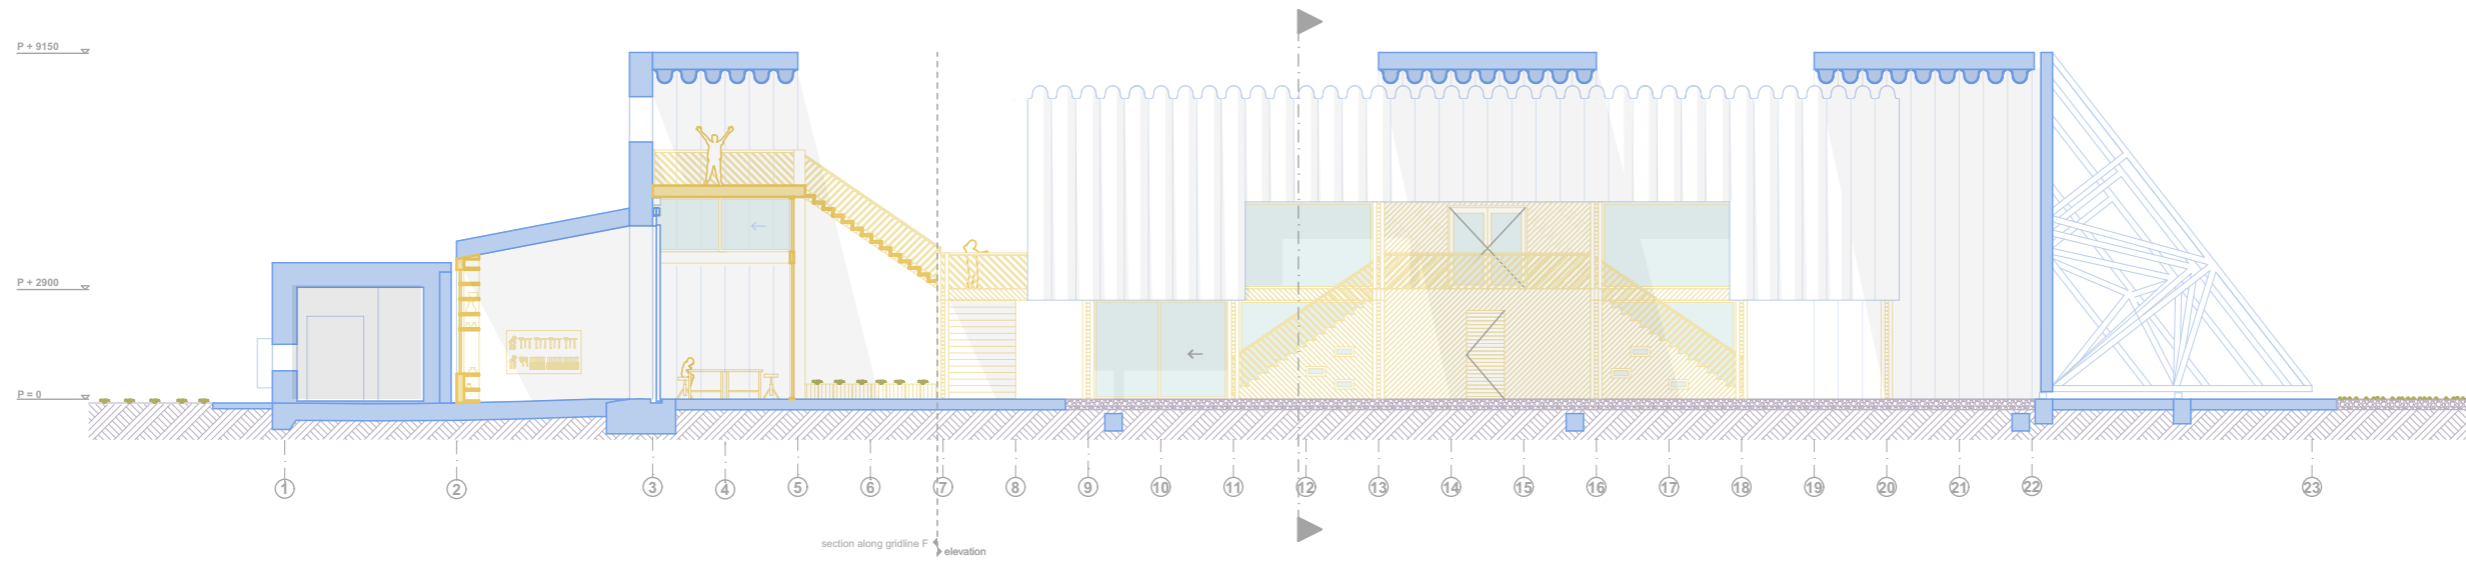 P + 9150
P + 2900
P = 0
1 2 3 4 5 6 7 8 9 10 11 12 13 14 15 16 17 18 19 20 21 22 23
section along gridline F
elevation